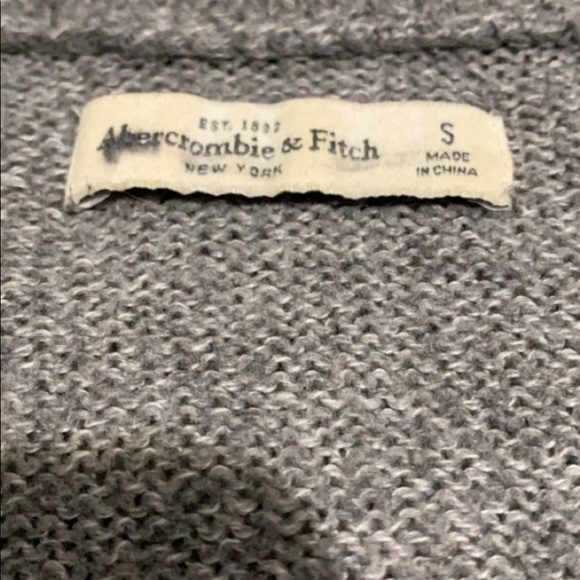 EST. 1892
Abercrombie & Fitch
NEW YORK
S
MADE
IN CHINA